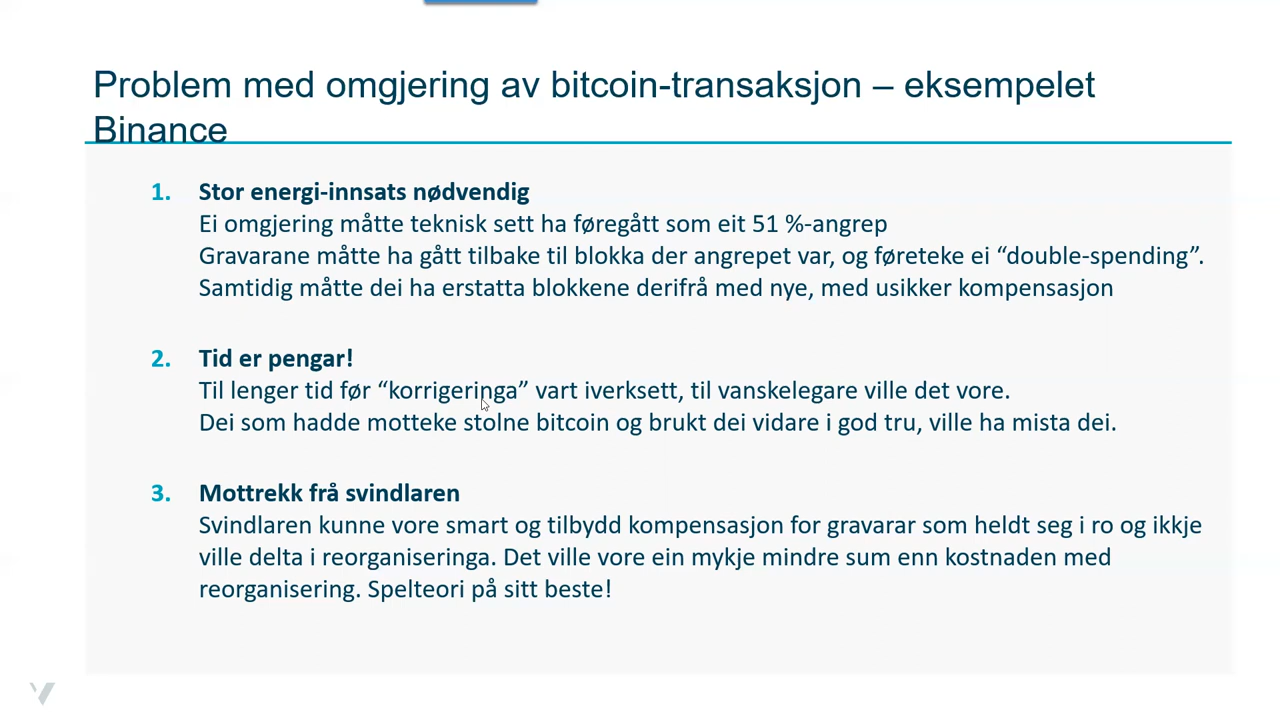 Problem med omgjering av bitcoin-transaksjon – eksempelet
Binance
1. Stor energi-innsats nødvendig
Ei omgjering måtte teknisk sett ha føregått som eit 51 %-angrep
Gravarane måtte ha gått tilbake til blokka der angrepet var, og føreteke ei “double-spending”.
Samtidig måtte dei ha erstatta blokkene derifrå med nye, med usikker kompensasjon
2. Tid er pengar!
Til lenger tid før “korrigeringa” vart iverksett, til vanskelegare ville det vore.
Dei som hadde motteke stolne bitcoin og brukt dei vidare i god tru, ville ha mista dei.
3. Mottrekk frå svindlaren
Svindlaren kunne vore smart og tilbydd kompensasjon for gravarar som heldt seg i ro og ikkje
ville delta i reorganiseringa. Det ville vore ein mykje mindre sum enn kostnaden med
reorganisering. Spelteori på sitt beste!